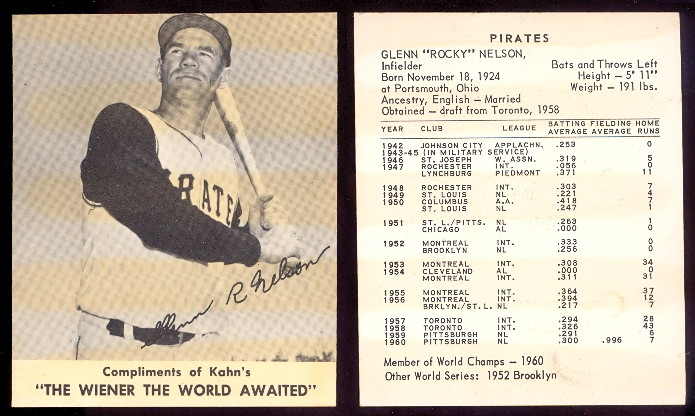 PIRATES
Glenn R Nelson
Compliments of Kahn's
"THE WIENER THE WORLD AWAITED"
PIRATES
GLENN "ROCKY" NELSON,
Infielder Bats and Throws Left
Born November 18, 1924 Height — 5' 11"
at Portsmouth, Ohio Weight — 191 lbs.
Ancestry, English — Married
Obtained — draft from Toronto, 1958
BATTING FIELDING HOME
YEAR CLUB LEAGUE AVERAGE AVERAGE RUNS
1942 JOHNSON CITY APPLACHN. .253 0
1943-45 (IN MILITARY SERVICE)
1946 ST. JOSEPH W. ASSN. .319 5
1947 ROCHESTER INT. .056 0
LYNCHBURG PIEDMONT .371 11
1948 ROCHESTER INT. .303 7
1949 ST. LOUIS NL .221 4
1950 COLUMBUS A.A. .418 7
ST. LOUIS NL .247 1
1951 ST. L./PITTS. NL .263 1
CHICAGO AL .000 0
1952 MONTREAL INT. .333 0
BROOKLYN NL .256 0
1953 MONTREAL INT. .308 34
1954 CLEVELAND AL .000 0
MONTREAL INT. .311 31
1955 MONTREAL INT. .364 37
1956 MONTREAL INT. .394 12
BRKLYN./ST.L. NL .217 7
1957 TORONTO INT. .294 28
1958 TORONTO INT. .326 43
1959 PITTSBURGH NL .291 6
1960 PITTSBURGH NL .300 .996 7
Member of World Champs — 1960
Other World Series: 1952 Brooklyn